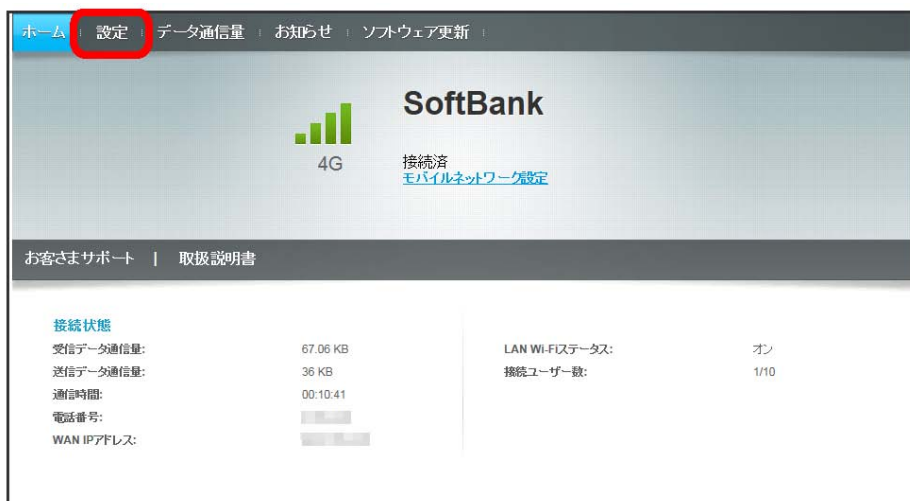 ホーム 設定 データ通信量 お知らせ ソフトウェア更新
SoftBank
4G
接続済
モバイルネットワーク設定
お客さまサポート | 取扱説明書
接続状態
受信データ通信量: 67.06 KB
送信データ通信量: 36 KB
通信時間: 00:10:41
電話番号:
WAN IPアドレス:
LAN Wi-Fiステータス: オン
接続ユーザー数: 1/10